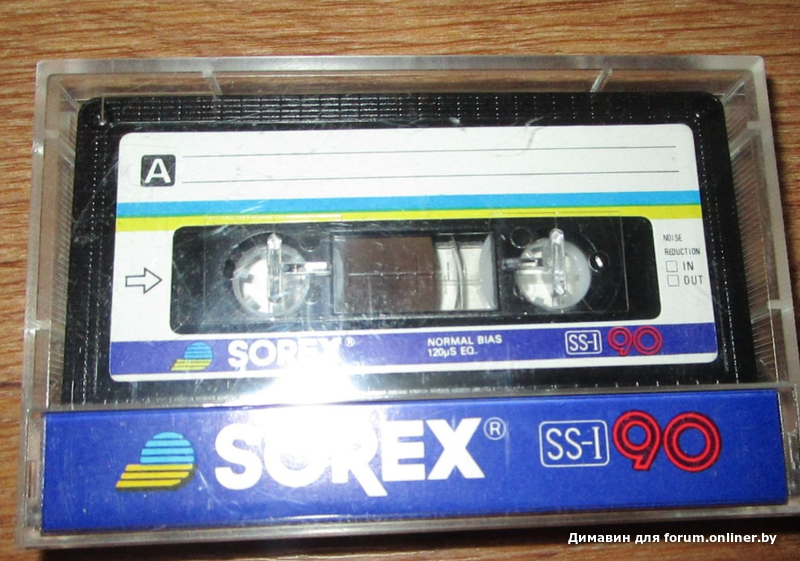 A
NOISE
REDUCTION
IN
OUT
SOREX®
NORMAL BIAS
120µS EQ.
SS-I 90
SOREX® SS-I 90
Димавин для forum.onliner.by